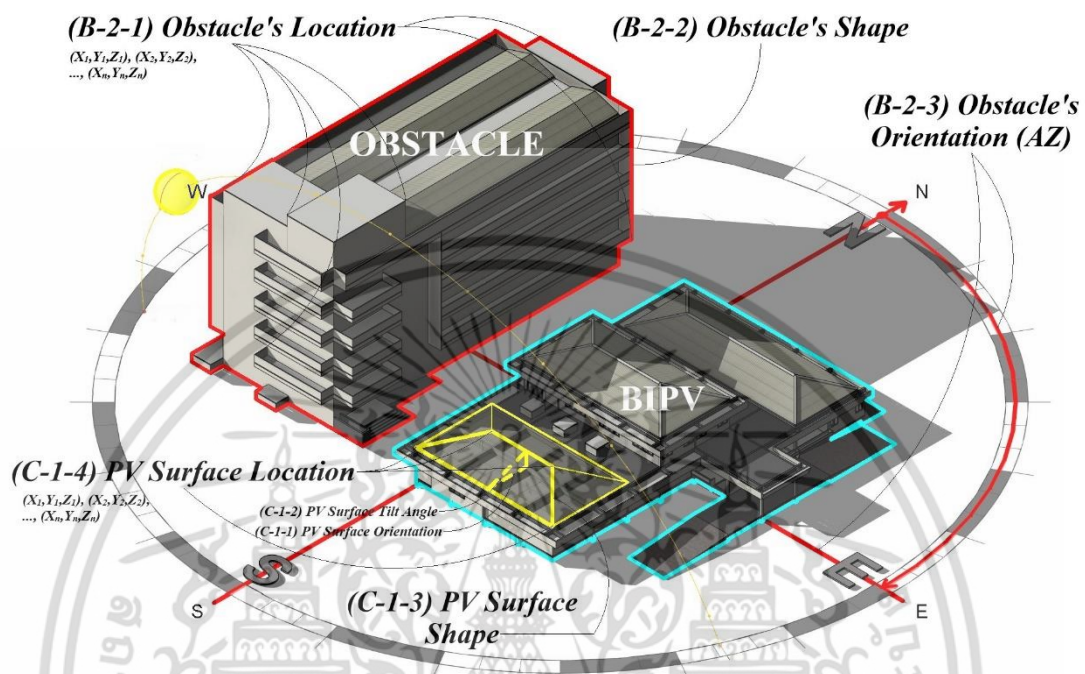 (B-2-1) Obstacle's Location
(X1,Y1,Z1), (X2,Y2,Z2),
..., (Xn,Yn,Zn)
(B-2-2) Obstacle's Shape
(B-2-3) Obstacle's
Orientation (AZ)
OBSTACLE
W
N
N
BIPV
(C-1-4) PV Surface Location
(X1,Y1,Z1), (X2,Y2,Z2),
..., (Xn,Yn,Zn)
(C-1-2) PV Surface Tilt Angle
(C-1-1) PV Surface Orientation
S
E
S
E
(C-1-3) PV Surface
Shape